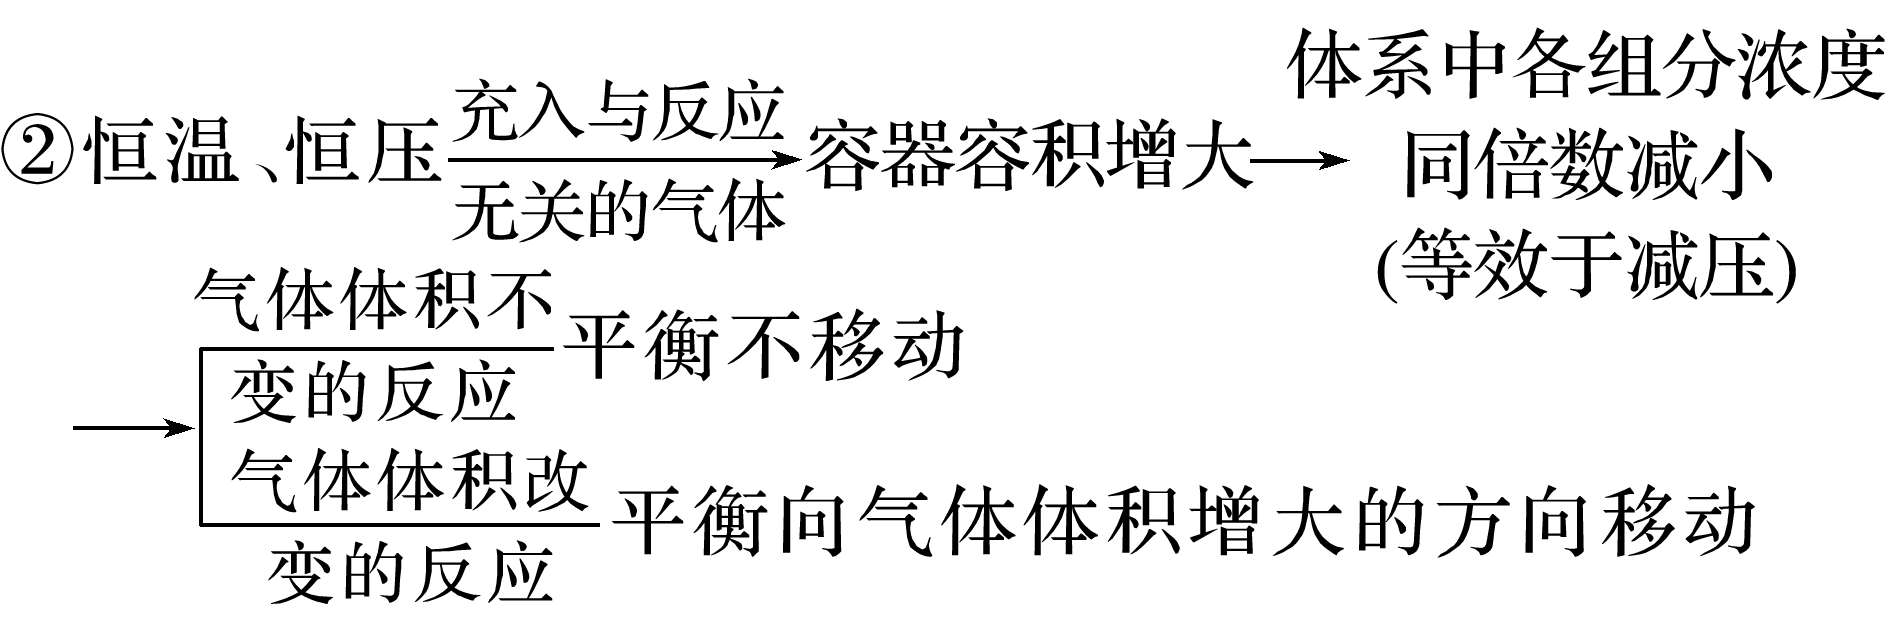 ②恒温、恒压 充入与反应 无关的气体 容器容积增大 体系中各组分浓度 同倍数减小 (等效于减压)
气体体积不 变的反应 平衡不移动
气体体积改 变的反应 平衡向气体体积增大的方向移动